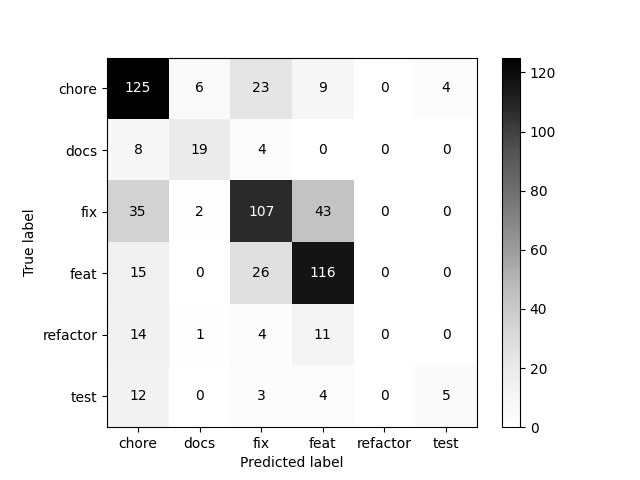 chore 125 6 23 9 0 4
docs 8 19 4 0 0 0
fix 35 2 107 43 0 0
feat 15 0 26 116 0 0
refactor 14 1 4 11 0 0
test 12 0 3 4 0 5
chore docs fix feat refactor test
Predicted label
True label
120
100
80
60
40
20
0